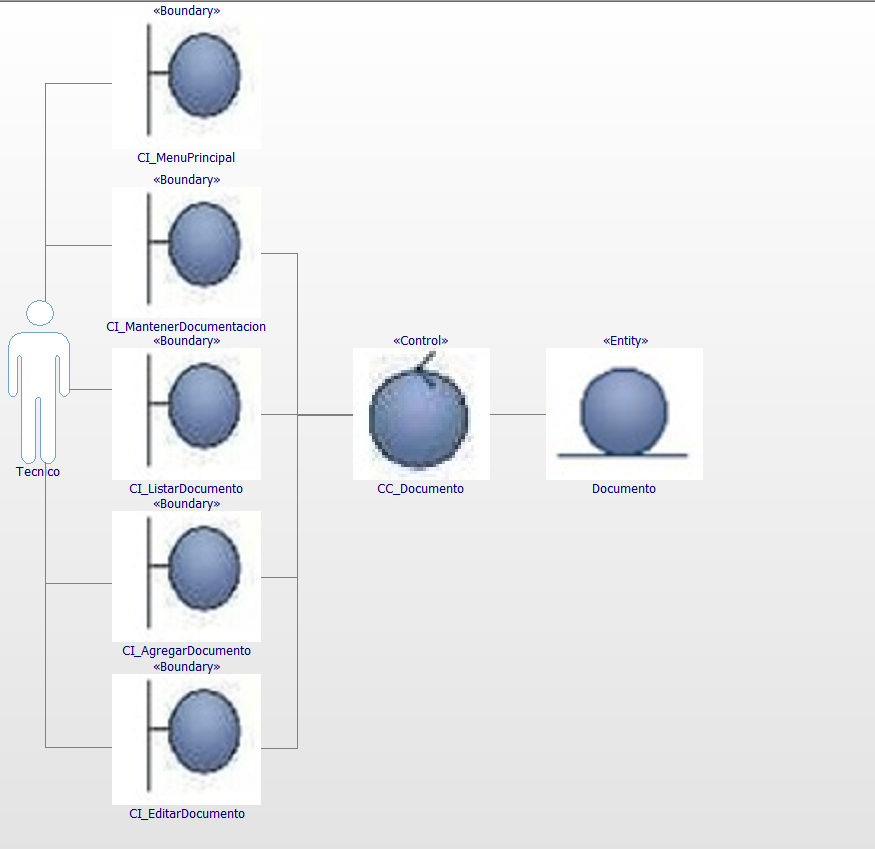 «Boundary»
CI_MenuPrincipal
«Boundary»
CI_MantenerDocumentacion
«Boundary»
«Control»
«Entity»
Tecnico
CI_ListarDocumento
CC_Documento
Documento
«Boundary»
CI_AgregarDocumento
«Boundary»
CI_EditarDocumento